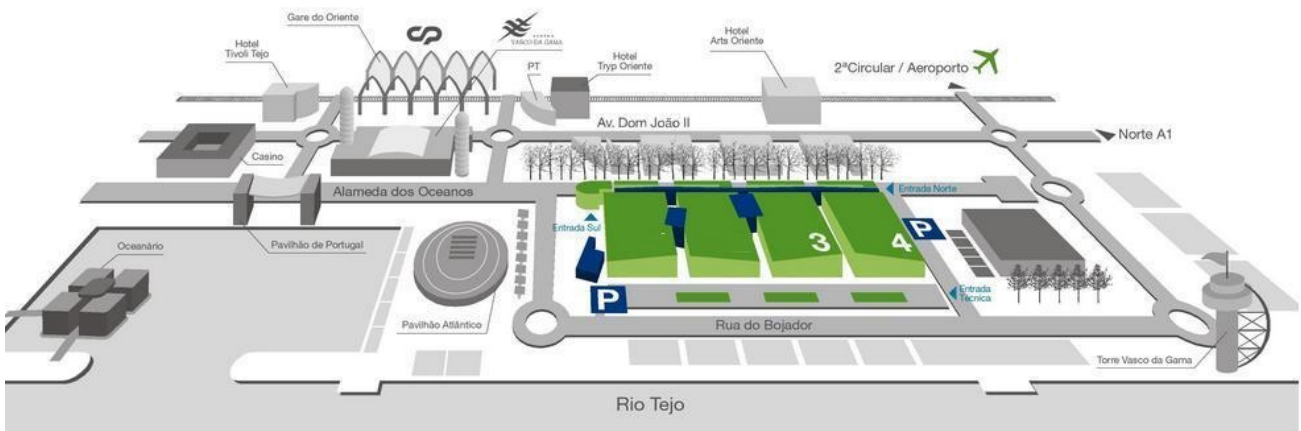 Gare do Oriente
CP
VASCO DA GAMA
Hotel
Tivoli Tejo
Hotel
Tryp Oriente
PT
Hotel
Arts Oriente
2ªCircular / Aeroporto
Av. Dom João II
Norte A1
Casino
Alameda dos Oceanos
Entrada Norte
Entrada Sul
Pavilhão de Portugal
Oceanário
3
4
P
Entrada
Técnica
P
Pavilhão Atlântico
Rua do Bojador
Torre Vasco da Gama
Rio Tejo